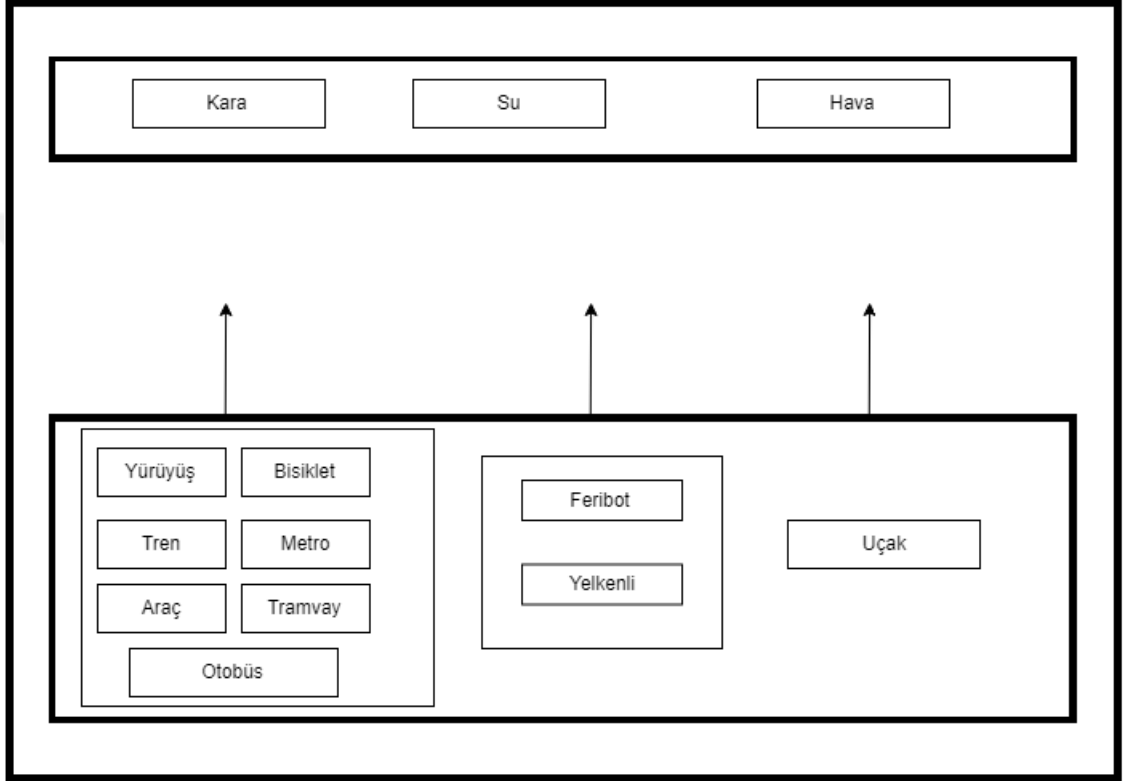 Kara
Su
Hava
Yürüyüş
Bisiklet
Tren
Metro
Araç
Tramvay
Otobüs
Feribot
Yelkenli
Uçak